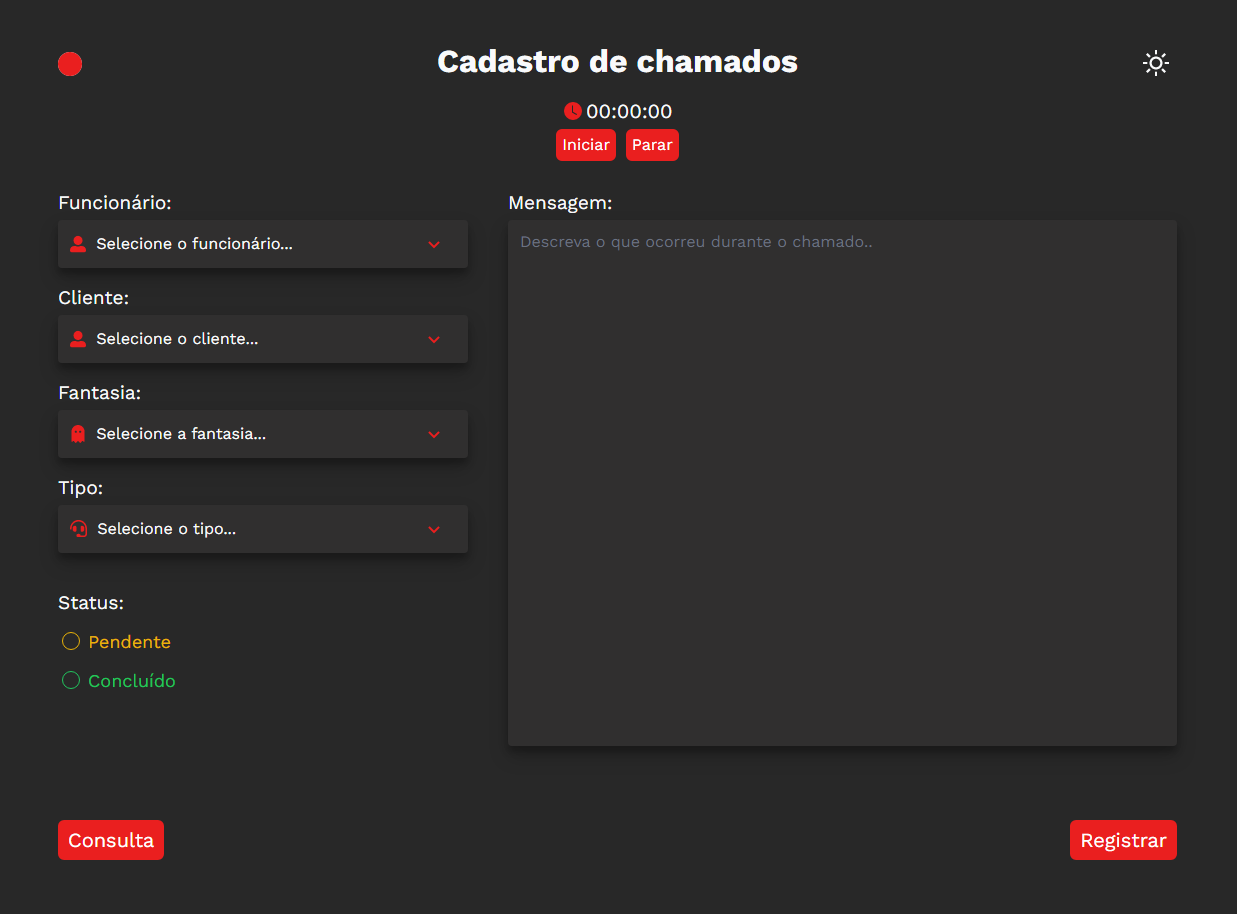 Cadastro de chamados
00:00:00
Iniciar Parar
Funcionário:
Selecione o funcionário...
Cliente:
Selecione o cliente...
Fantasia:
Selecione a fantasia...
Tipo:
Selecione o tipo...
Status:
Pendente
Concluído
Mensagem:
Descreva o que ocorreu durante o chamado..
Consulta
Registrar